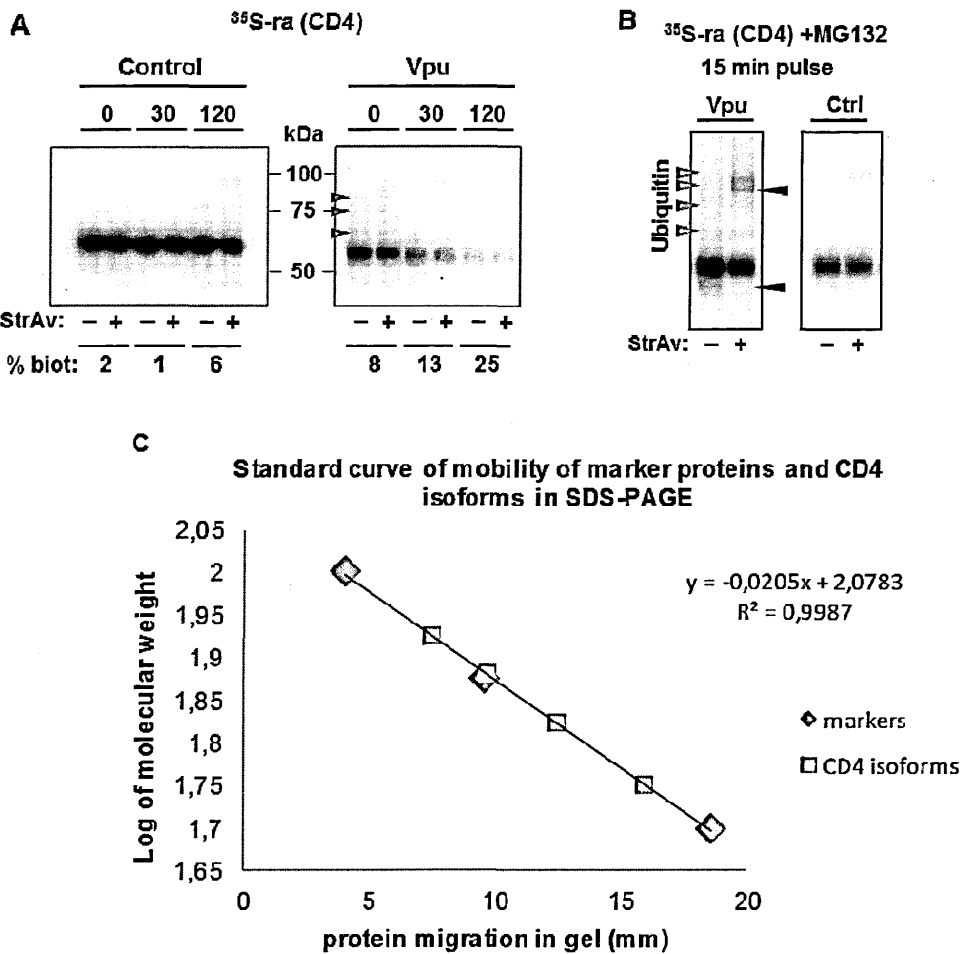 A
³⁵S-ra (CD4)
Control Vpu
0 30 120 0 30 120
kDa
100
75
50
StrAv: – + – + – + – + – + – +
% biot: 2 1 6 8 13 25
B
³⁵S-ra (CD4) +MG132
15 min pulse
Vpu Ctrl
Ubiquitin
StrAv: – + – +
C
Standard curve of mobility of marker proteins and CD4
isoforms in SDS-PAGE
y = -0,0205x + 2,0783
R² = 0,9987
Log of molecular weight
2,05
2
1,95
1,9
1,85
1,8
1,75
1,7
1,65
0 5 10 15 20
protein migration in gel (mm)
markers
CD4 isoforms